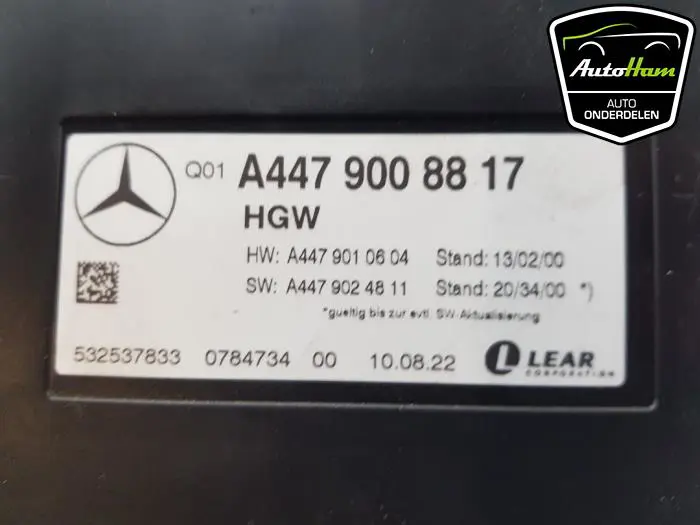 AutoHam
AUTO
ONDERDELEN
Q01 A447 900 88 17
HGW
HW: A447 901 06 04 Stand: 13/02/00
SW: A447 902 48 11 Stand: 20/34/00 *)
*gueltig bis zur evtl. SW-Aktualisierung
532537833 0784734 00 10.08.22 L LEAR
CORPORATION